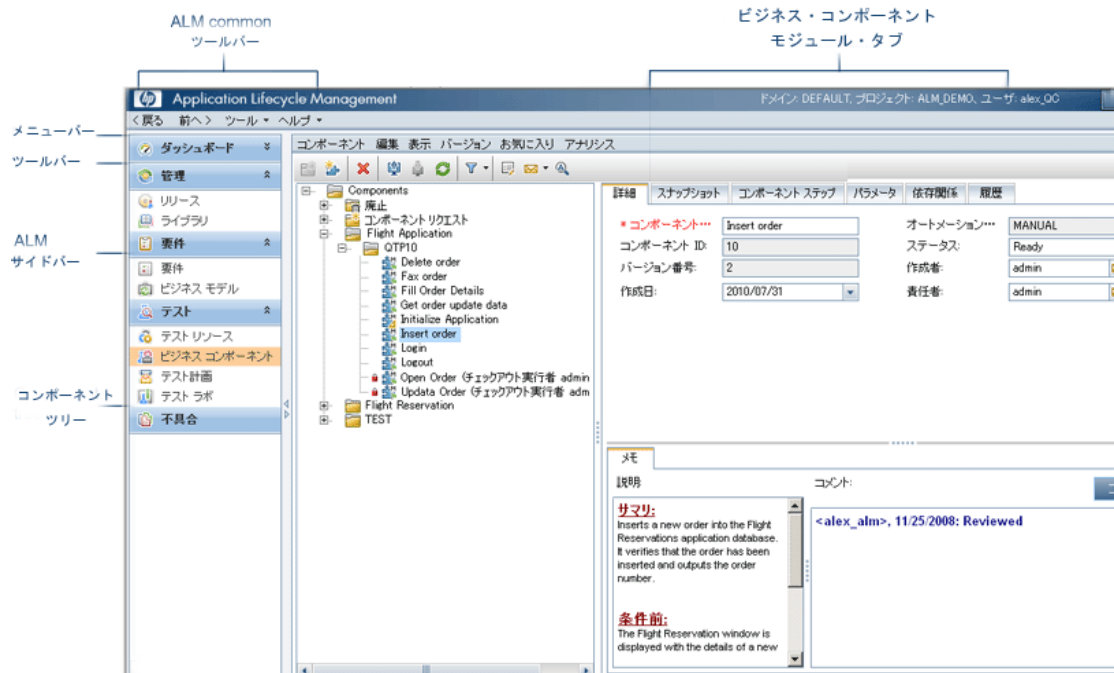 ALM common
ツールバー
ビジネス・コンポーネント
モジュール・タブ
メニューバー
ツールバー
ALM
サイドバー
コンポーネント
ツリー
hp Application Lifecycle Management
ドメイン: DEFAULT, プロジェクト: ALM_DEMO, ユーザ: alex_QC
<戻る 前へ> ツール ヘルプ
ダッシュボード
管理
リリース
ライブラリ
要件
要件
ビジネス モデル
テスト
テスト リソース
ビジネス コンポーネント
テスト計画
テスト ラボ
不具合
コンポーネント 編集 表示 バージョン お気に入り アナリシス
Components
廃止
コンポーネント リクエスト
Flight Application
QTP10
Delete order
Fax order
Fill Order Details
Get order update data
Initialize Application
Insert order
Login
Logout
Open Order (チェックアウト実行者 admin
Updata Order (チェックアウト実行者 adm
Flight Reservation
TEST
詳細 スナップショット コンポーネント ステップ パラメータ 依存関係 履歴
* コンポーネント… Insert order オートメーション… MANUAL
コンポーネント ID: 10 ステータス: Ready
バージョン番号: 2 作成者: admin
作成日: 2010/07/31 責任者: admin
メモ
説明: コメント:
サマリ:
Inserts a new order into the Flight
Reservations application database.
It verifies that the order has been
inserted and outputs the order
number.
条件前:
The Flight Reservation window is
displayed with the details of a new
<alex_alm>, 11/25/2008: Reviewed